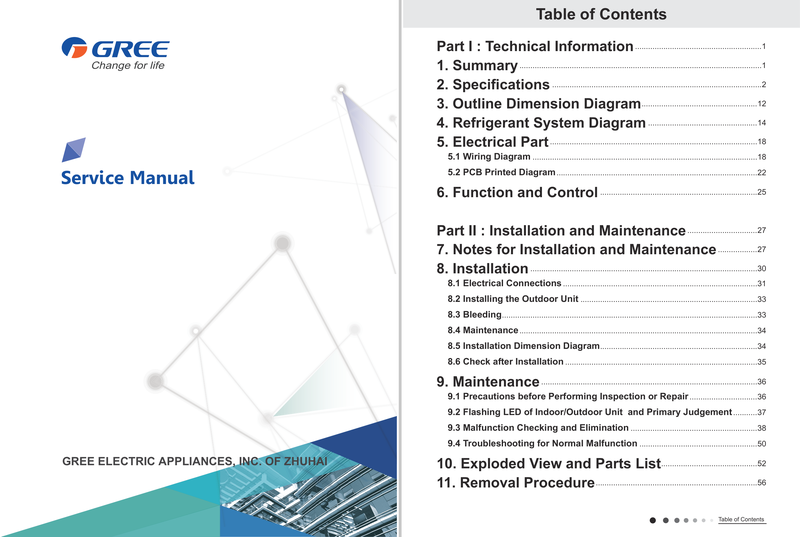 GREE
Change for life
Service Manual
GREE ELECTRIC APPLIANCES, INC. OF ZHUHAI
Table of Contents
Part I : Technical Information 1
1. Summary 1
2. Specifications 2
3. Outline Dimension Diagram 12
4. Refrigerant System Diagram 14
5. Electrical Part 18
5.1 Wiring Diagram 18
5.2 PCB Printed Diagram 22
6. Function and Control 25
Part II : Installation and Maintenance 27
7. Notes for Installation and Maintenance 27
8. Installation 30
8.1 Electrical Connections 31
8.2 Installing the Outdoor Unit 33
8.3 Bleeding 33
8.4 Maintenance 34
8.5 Installation Dimension Diagram 34
8.6 Check after Installation 35
9. Maintenance 36
9.1 Precautions before Performing Inspection or Repair 36
9.2 Flashing LED of Indoor/Outdoor Unit and Primary Judgement 37
9.3 Malfunction Checking and Elimination 38
9.4 Troubleshooting for Normal Malfunction 50
10. Exploded View and Parts List 52
11. Removal Procedure 56
Table of Contents